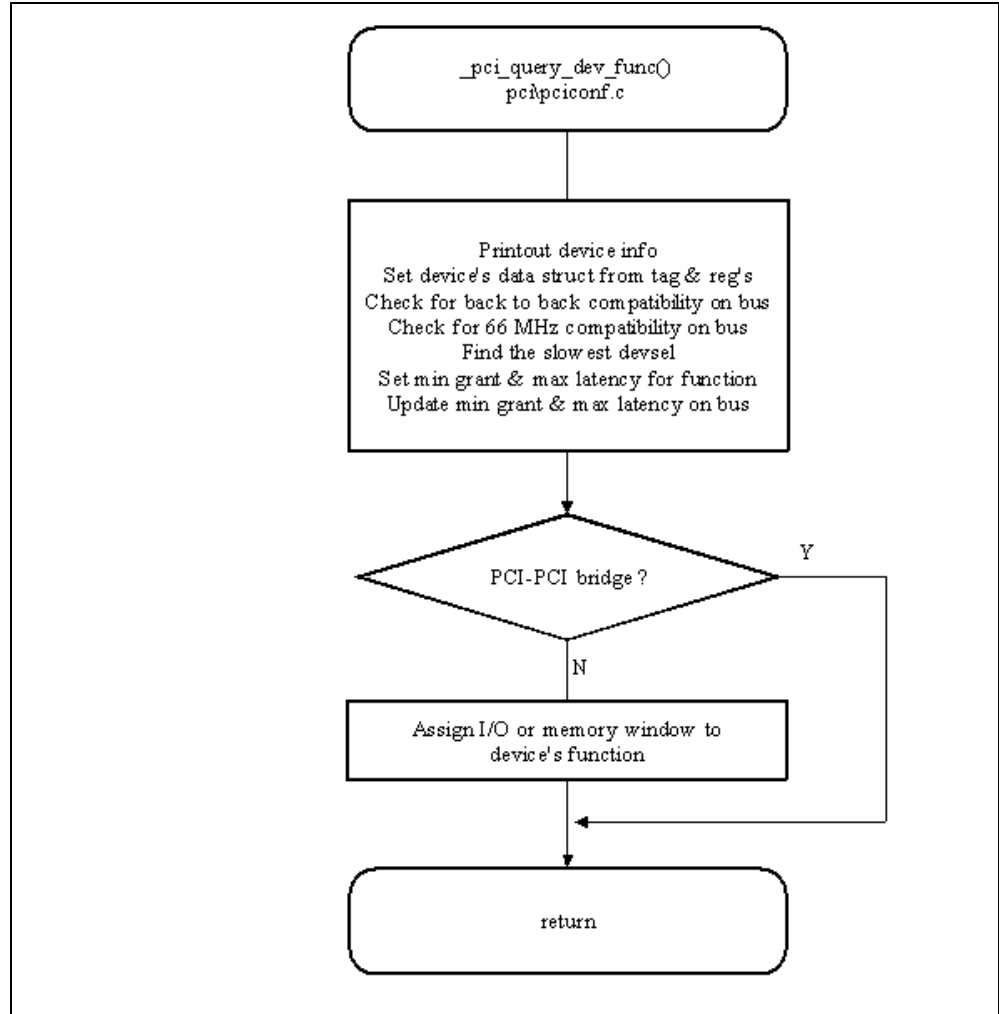 _pci_query_dev_func()
pci\pciconf.c
Printout device info
Set device's data struct from tag & reg's
Check for back to back compatibility on bus
Check for 66 MHz compatibility on bus
Find the slowest devsel
Set min grant & max latency for function
Update min grant & max latency on bus
PCI-PCI bridge ?
Y
N
Assign I/O or memory window to
device's function
return